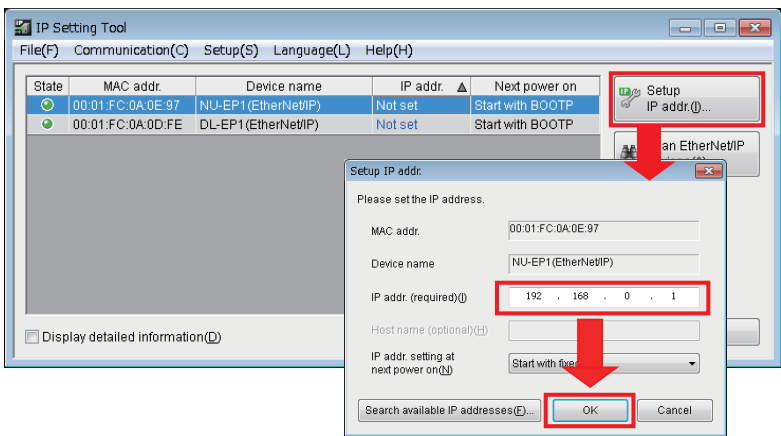 IP Setting Tool
File(F) Communication(C) Setup(S) Language(L) Help(H)
State MAC addr. Device name IP addr. Next power on
00:01:FC:0A:0E:97 NU-EP1(EtherNet/IP) Not set Start with BOOTP
00:01:FC:0A:0D:FE DL-EP1(EtherNet/IP) Not set Start with BOOTP
Setup
IP addr.(I)...
EtherNet/IP
Setup IP addr.
Please set the IP address.
MAC addr. 00:01:FC:0A:0E:97
Device name NU-EP1(EtherNet/IP)
IP addr. (required)(I) 192 . 168 . 0 . 1
Host name (optional)(H)
IP addr. setting at
next power on(N) Start with
Search available IP addresses(F)... OK Cancel
Display detailed information(D)